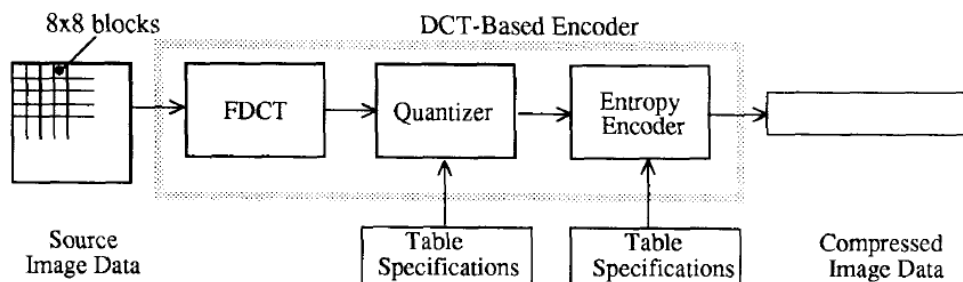 DCT-Based Encoder
8x8 blocks
FDCT
Quantizer
Entropy
Encoder
Source
Image Data
Table
Specifications
Table
Specifications
Compressed
Image Data